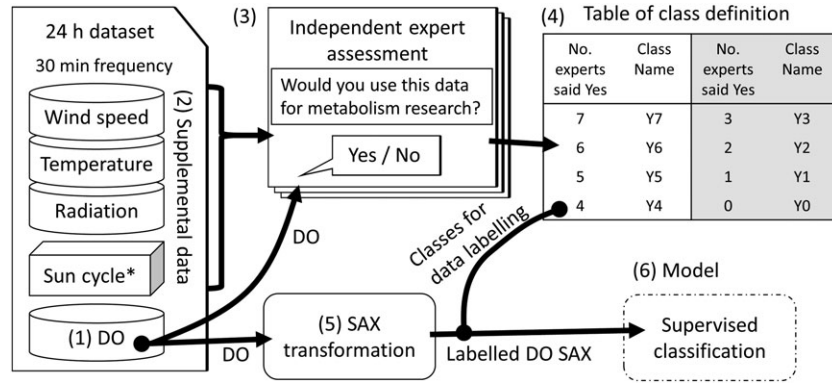 24 h dataset
30 min frequency
Wind speed
Temperature
Radiation
Sun cycle*
(1) DO
(2) Supplemental data
(3)
Independent expert
assessment
Would you use this data
for metabolism research?
Yes / No
DO
DO
(4) Table of class definition
No. experts said Yes Class Name No. experts said Yes Class Name
7 Y7 3 Y3
6 Y6 2 Y2
5 Y5 1 Y1
4 Y4 0 Y0
Classes for
data labelling
(5) SAX
transformation
Labelled DO SAX
(6) Model
Supervised
classification